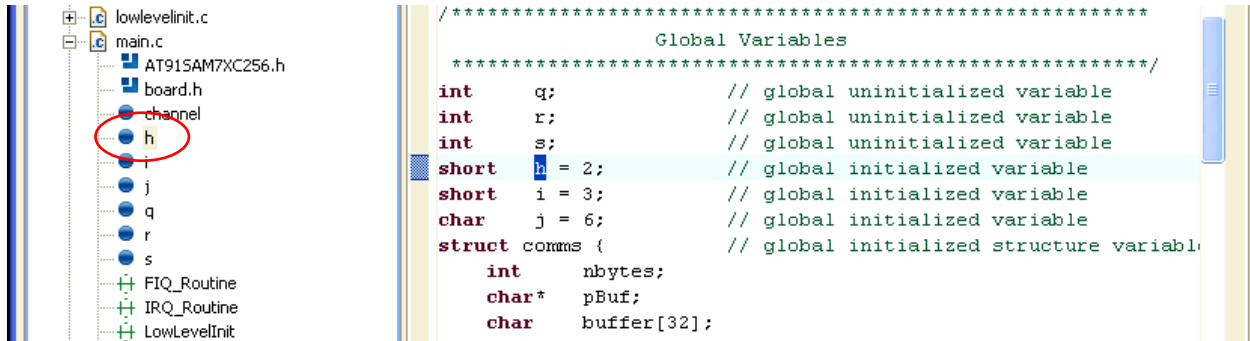 lowlevelinit.c
main.c
AT91SAM7XC256.h
board.h
channel
h
i
j
q
r
s
FIQ_Routine
IRQ_Routine
LowLevelInit
/**********************************************************
Global Variables
**********************************************************/
int q; // global uninitialized variable
int r; // global uninitialized variable
int s; // global uninitialized variable
short h = 2; // global initialized variable
short i = 3; // global initialized variable
char j = 6; // global initialized variable
struct comms { // global initialized structure variabl
int nbytes;
char* pBuf;
char buffer[32];